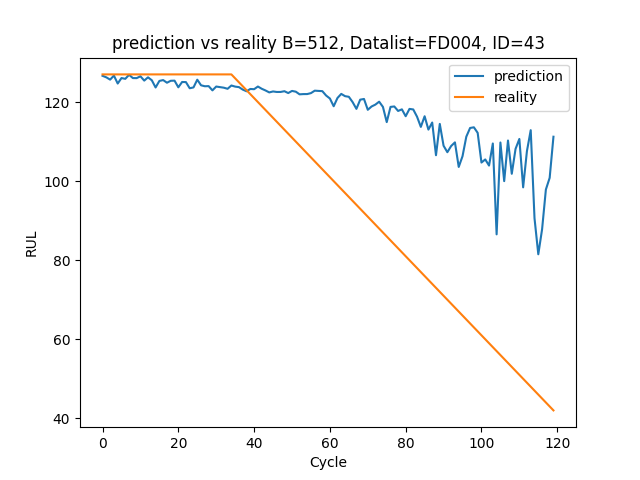 prediction vs reality B=512, Datalist=FD004, ID=43
prediction
reality
120
100
80
60
40
RUL
0 20 40 60 80 100 120
Cycle